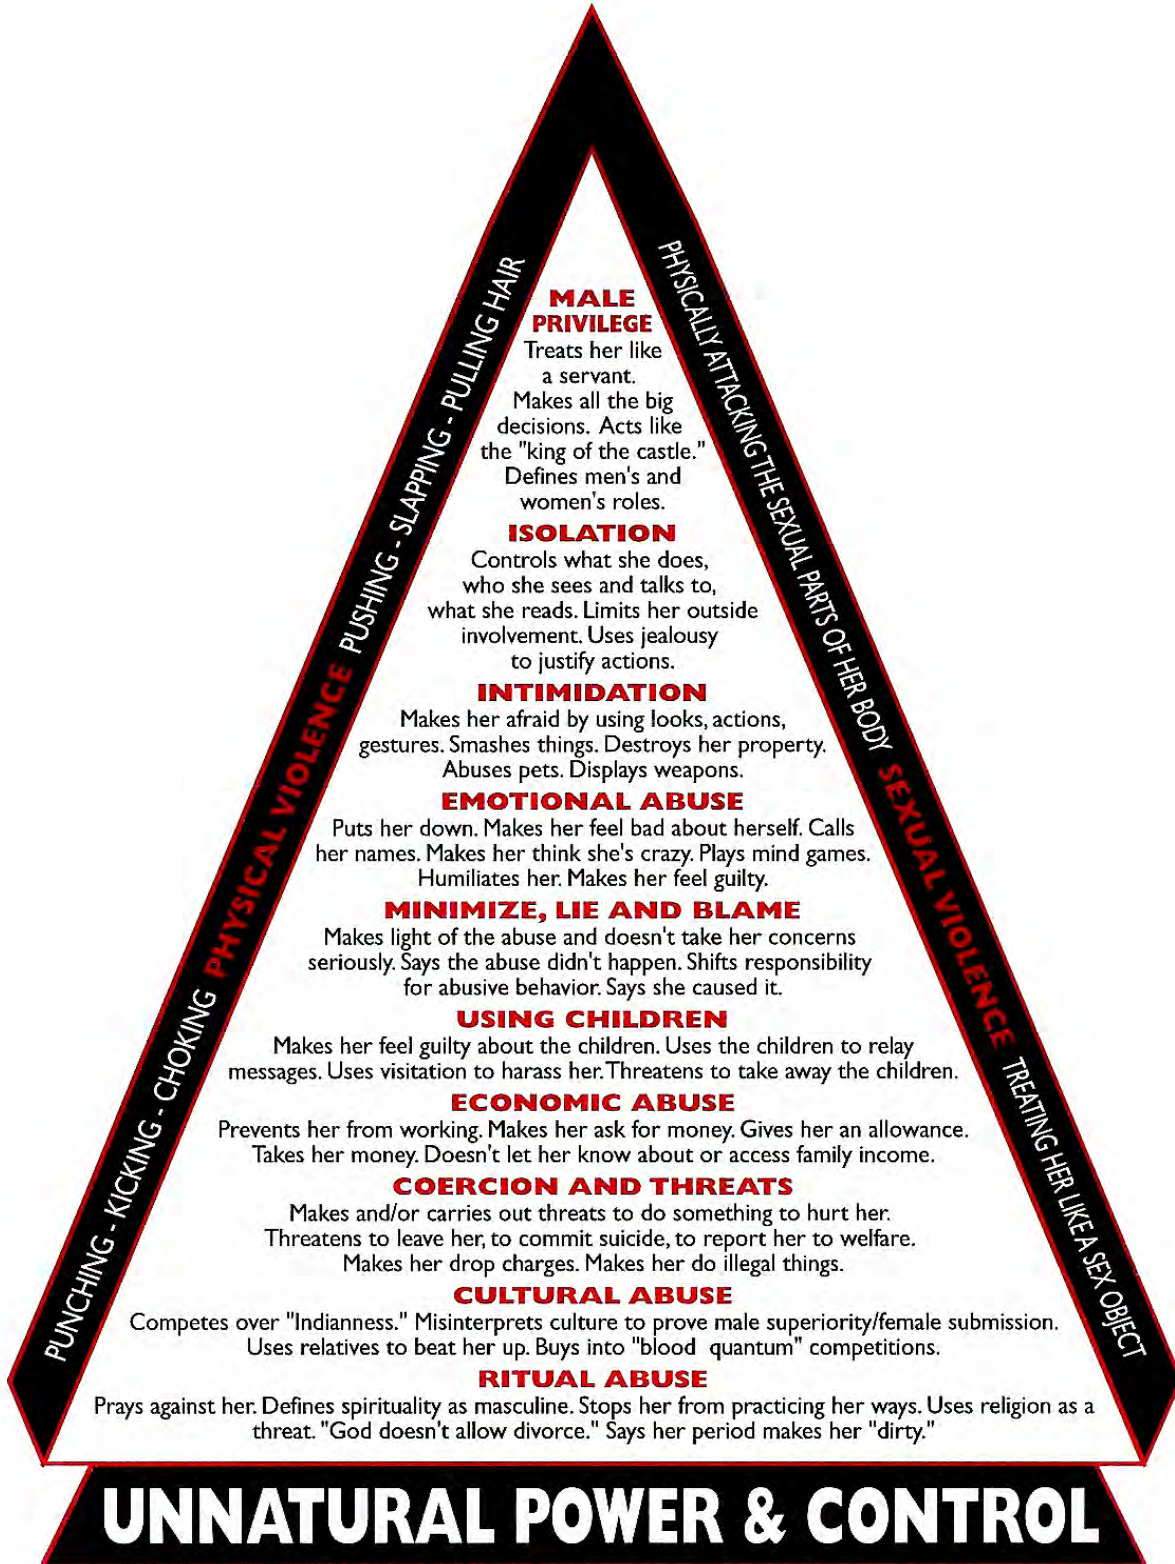 MALE
PRIVILEGE
Treats her like
a servant.
Makes all the big
decisions. Acts like
the "king of the castle."
Defines men's and
women's roles.
ISOLATION
Controls what she does,
who she sees and talks to,
what she reads. Limits her outside
involvement. Uses jealousy
to justify actions.
INTIMIDATION
Makes her afraid by using looks, actions,
gestures. Smashes things. Destroys her property.
Abuses pets. Displays weapons.
EMOTIONAL ABUSE
Puts her down. Makes her feel bad about herself. Calls
her names. Makes her think she's crazy. Plays mind games.
Humiliates her. Makes her feel guilty.
MINIMIZE, LIE AND BLAME
Makes light of the abuse and doesn't take her concerns
seriously. Says the abuse didn't happen. Shifts responsibility
for abusive behavior. Says she caused it.
USING CHILDREN
Makes her feel guilty about the children. Uses the children to relay
messages. Uses visitation to harass her.Threatens to take away the children.
ECONOMIC ABUSE
Prevents her from working. Makes her ask for money. Gives her an allowance.
Takes her money. Doesn't let her know about or access family income.
COERCION AND THREATS
Makes and/or carries out threats to do something to hurt her.
Threatens to leave her, to commit suicide, to report her to welfare.
Makes her drop charges. Makes her do illegal things.
CULTURAL ABUSE
Competes over "Indianness." Misinterprets culture to prove male superiority/female submission.
Uses relatives to beat her up. Buys into "blood quantum" competitions.
RITUAL ABUSE
Prays against her. Defines spirituality as masculine. Stops her from practicing her ways. Uses religion as a
threat. "God doesn't allow divorce." Says her period makes her "dirty."
PUNCHING - KICKING - CHOKING PHYSICAL VIOLENCE PUSHING - SLAPPING - PULLING HAIR
PHYSICALLY ATTACKING THE SEXUAL PARTS OF HER BODY SEXUAL VIOLENCE TREATING HER LIKE A SEX OBJECT
UNNATURAL POWER & CONTROL